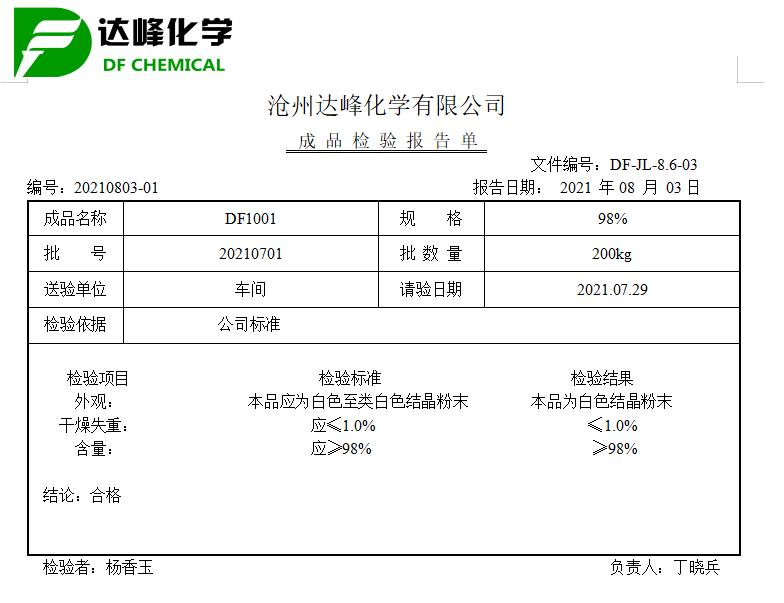 达峰化学
DF CHEMICAL
沧州达峰化学有限公司
成品检验报告单
文件编号：DF-JL-8.6-03
编号：20210803-01 报告日期： 2021 年 08 月 03 日
成品名称 DF1001 规 格 98%
批 号 20210701 批 数 量 200kg
送验单位 车间 请验日期 2021.07.29
检验依据 公司标准
检验项目 检验标准 检验结果
外观： 本品应为白色至类白色结晶粉末 本品为白色结晶粉末
干燥失重： 应≤1.0% ≤1.0%
含量： 应≥98% ≥98%
结论：合格
检验者：杨香玉 负责人：丁晓兵